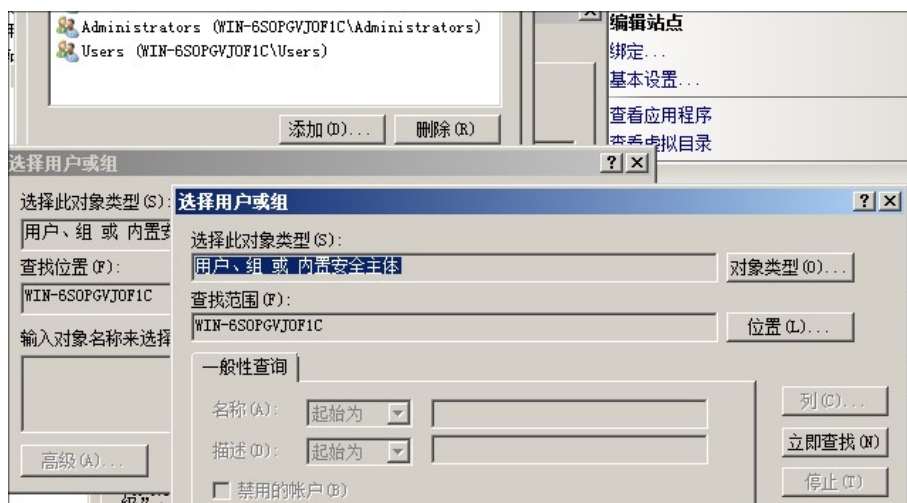 Administrators (WIN-6SOPGVJOF1C\Administrators)
Users (WIN-6SOPGVJOF1C\Users)
添加(D)...
删除(R)
编辑站点
绑定...
基本设置...
查看应用程序
查看虚拟目录
选择用户或组
选择此对象类型(S):
用户、组 或 内置安
查找位置(F):
WIN-6SOPGVJOF1C
输入对象名称来选择
高级(A)...
选择用户或组
选择此对象类型(S):
用户、组 或 内置安全主体
对象类型(O)...
查找范围(F):
WIN-6SOPGVJOF1C
位置(L)...
一般性查询
名称(A):
起始为
描述(D):
起始为
禁用的帐户(B)
列(C)...
立即查找(N)
停止(T)